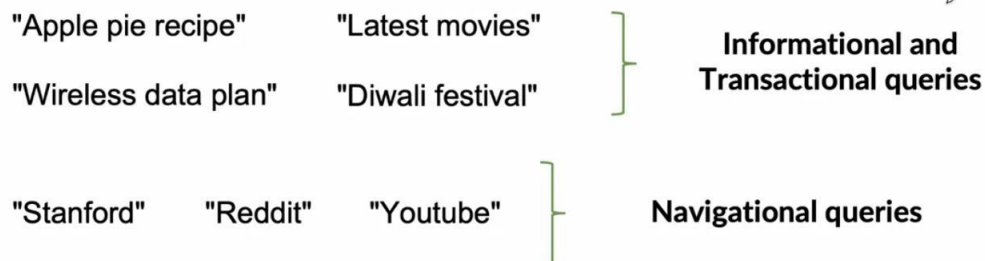 "Apple pie recipe" "Latest movies"
Informational and
Transactional queries
"Wireless data plan" "Diwali festival"
"Stanford" "Reddit" "Youtube"
Navigational queries